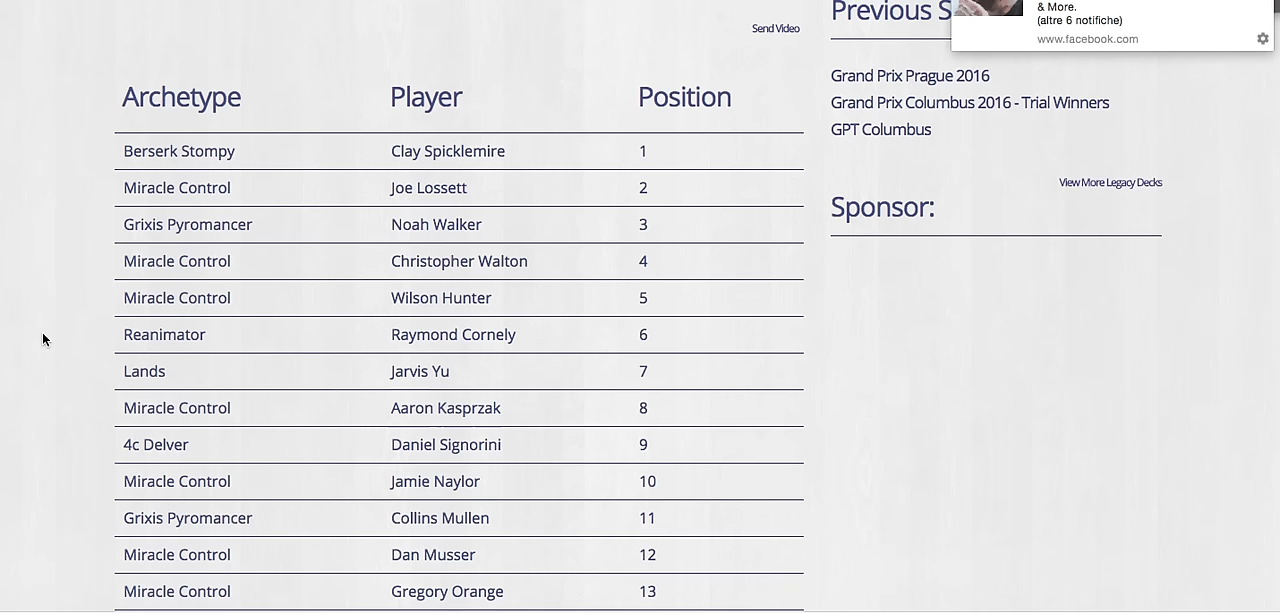 Send Video
Archetype Player Position
Berserk Stompy Clay Spicklemire 1
Miracle Control Joe Lossett 2
Grixis Pyromancer Noah Walker 3
Miracle Control Christopher Walton 4
Miracle Control Wilson Hunter 5
Reanimator Raymond Cornely 6
Lands Jarvis Yu 7
Miracle Control Aaron Kasprzak 8
4c Delver Daniel Signorini 9
Miracle Control Jamie Naylor 10
Grixis Pyromancer Collins Mullen 11
Miracle Control Dan Musser 12
Miracle Control Gregory Orange 13
Previous S
Grand Prix Prague 2016
Grand Prix Columbus 2016 - Trial Winners
GPT Columbus
View More Legacy Decks
Sponsor:
& More.
(altre 6 notifiche)
www.facebook.com